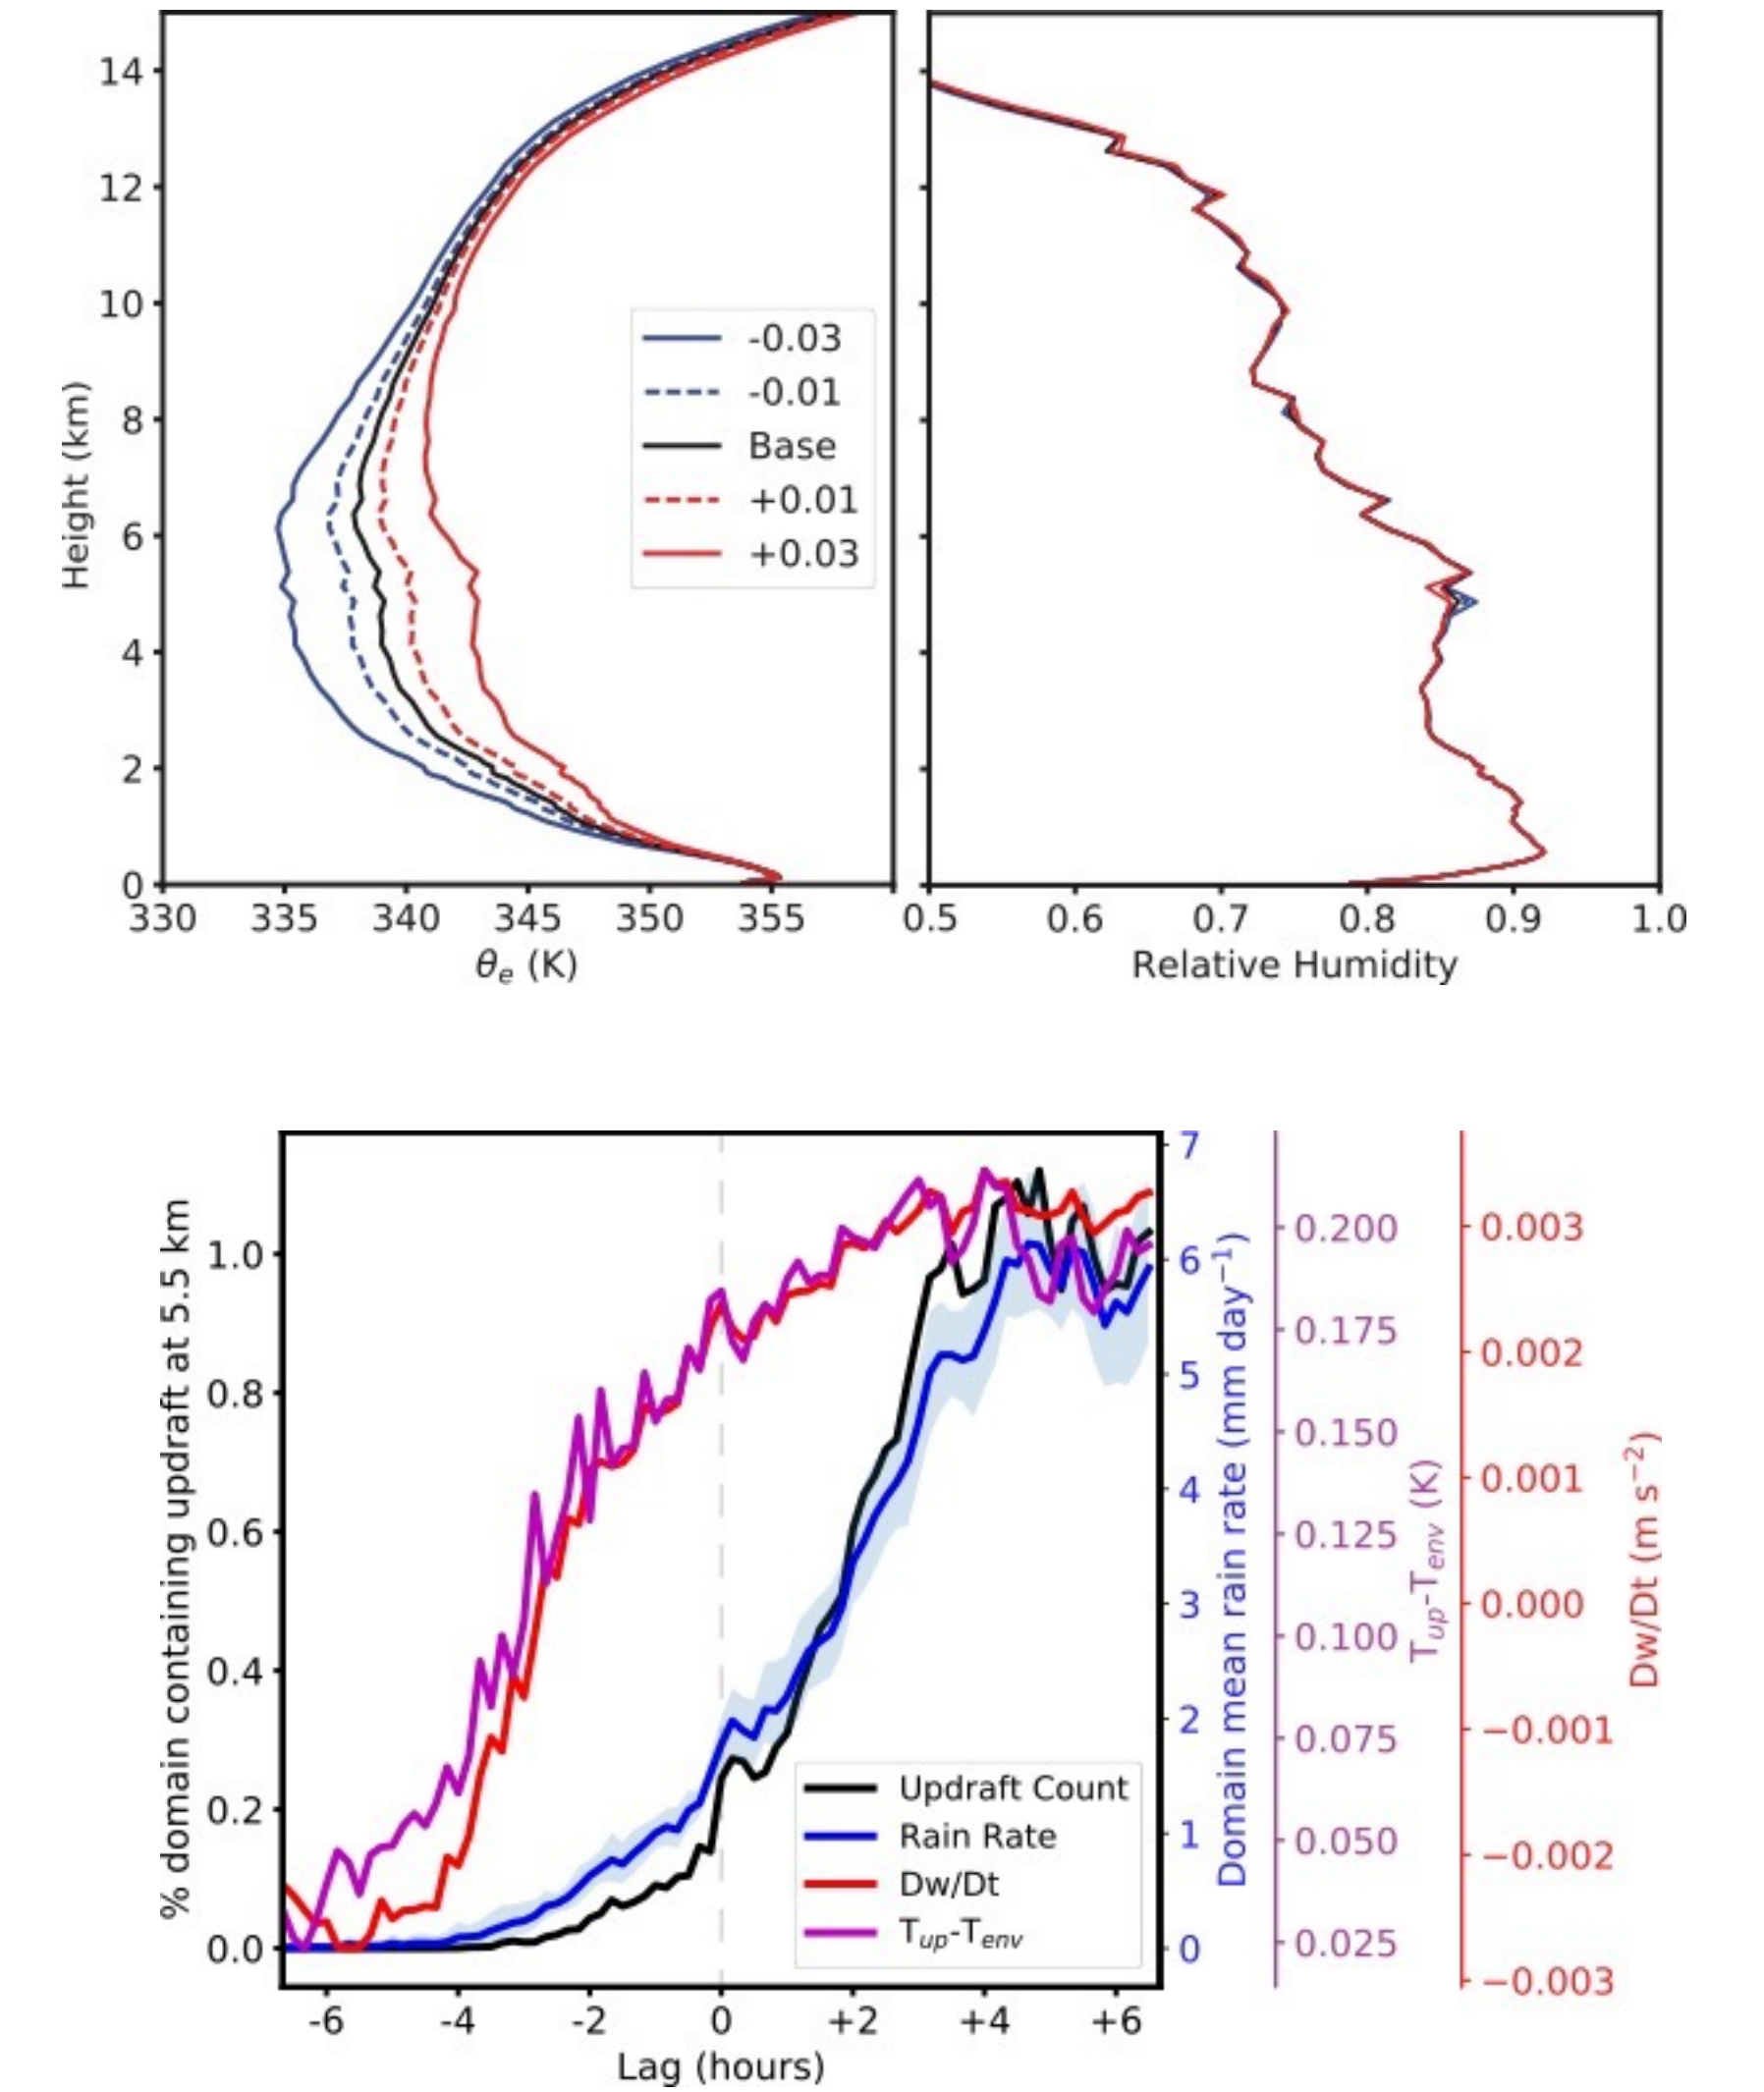 14
12
10
8
6
4
2
0
Height (km)
-0.03
-0.01
Base
+0.01
+0.03
330 335 340 345 350 355
θe (K)
0.5 0.6 0.7 0.8 0.9 1.0
Relative Humidity
% domain containing updraft at 5.5 km
1.0
0.8
0.6
0.4
0.2
0.0
Updraft Count
Rain Rate
Dw/Dt
Tup-Tenv
-6 -4 -2 0 +2 +4 +6
Lag (hours)
7
6
5
4
3
2
1
0
Domain mean rain rate (mm day⁻¹)
0.200
0.175
0.150
0.125
0.100
0.075
0.050
0.025
Tup-Tenv (K)
0.003
0.002
0.001
0.000
−0.001
−0.002
−0.003
Dw/Dt (m s⁻²)